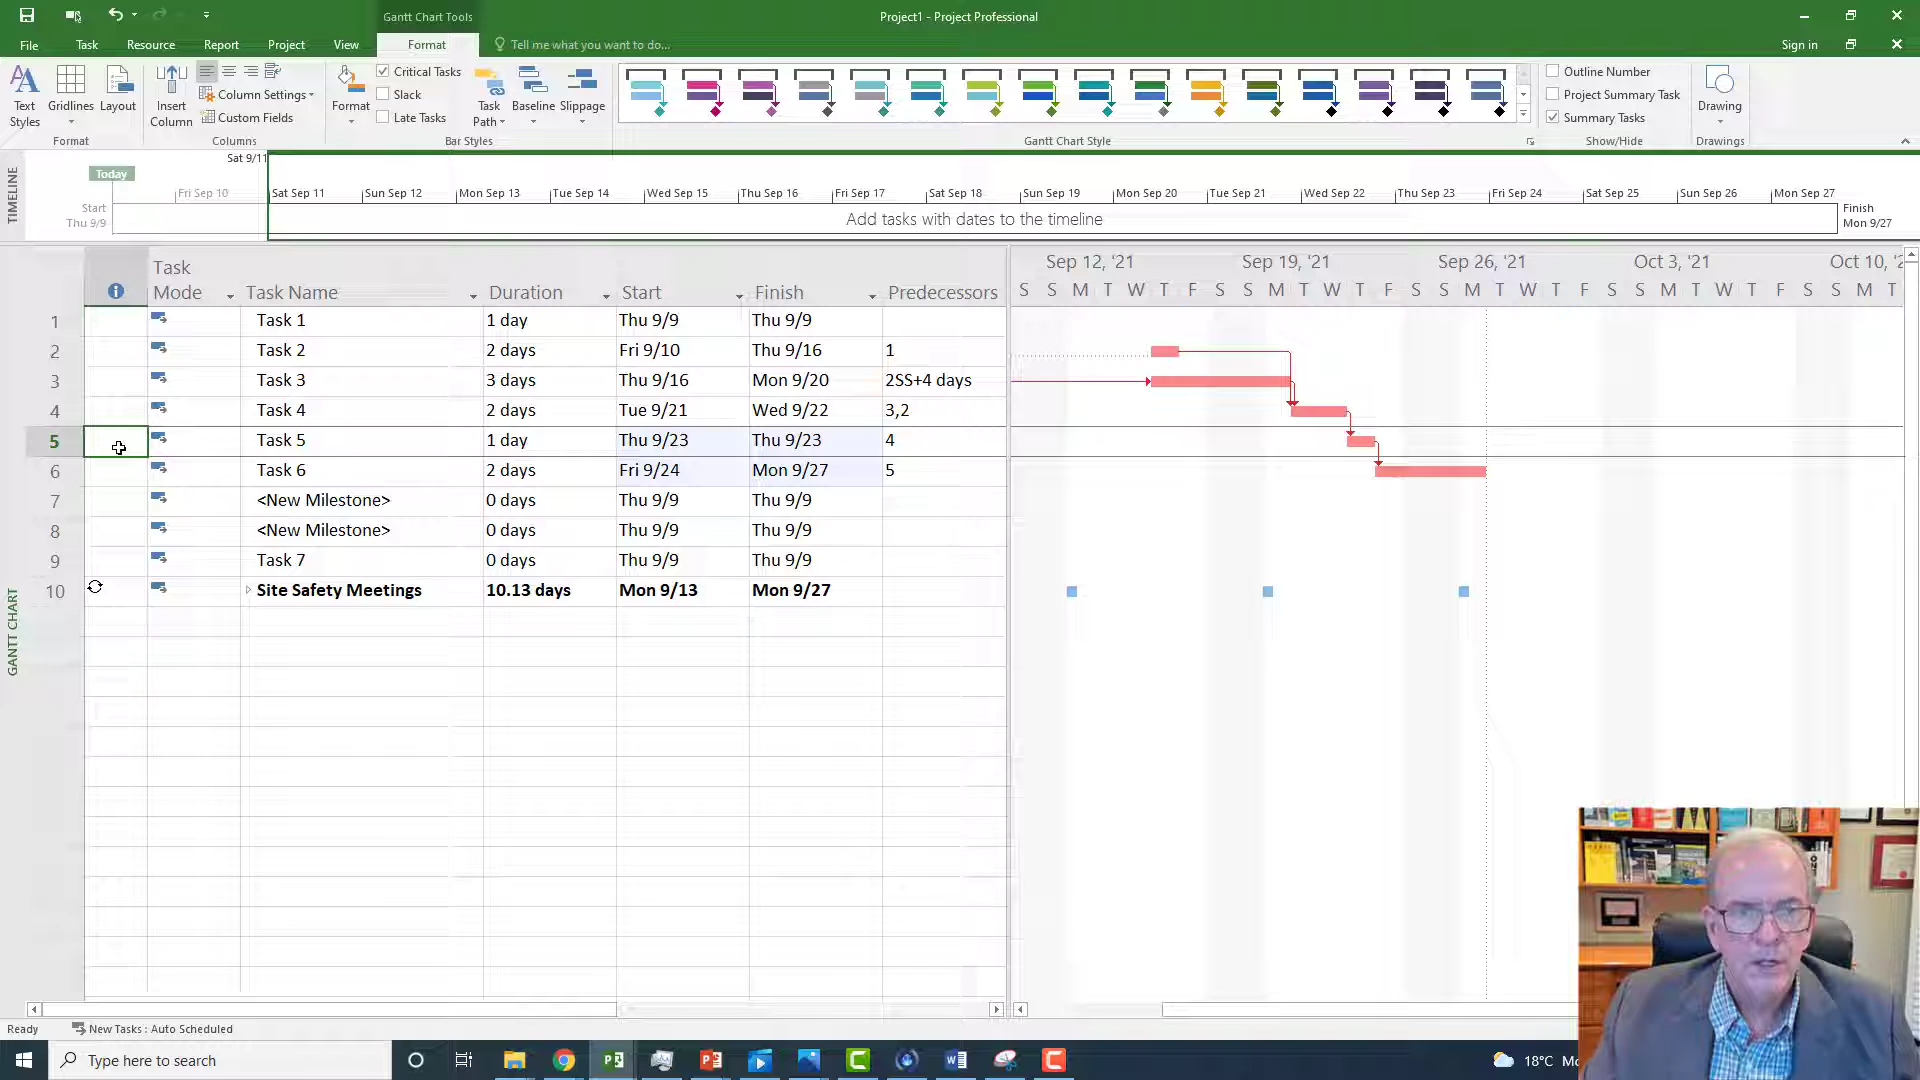 Gantt Chart Tools
Project1 - Project Professional
File Task Resource Report Project View Format Tell me what you want to do... Sign in
Text Styles
Gridlines
Layout
Format
Insert Column
Column Settings
Custom Fields
Columns
Format
Critical Tasks
Slack
Late Tasks
Task Path
Baseline
Slippage
Bar Styles
Gantt Chart Style
Outline Number
Project Summary Task
Summary Tasks
Show/Hide
Drawing
Drawings
TIMELINE
Today
Sat 9/11
Start
Thu 9/9
Fri Sep 10 Sat Sep 11 Sun Sep 12 Mon Sep 13 Tue Sep 14 Wed Sep 15 Thu Sep 16 Fri Sep 17 Sat Sep 18 Sun Sep 19 Mon Sep 20 Tue Sep 21 Wed Sep 22 Thu Sep 23 Fri Sep 24 Sat Sep 25 Sun Sep 26 Mon Sep 27
Add tasks with dates to the timeline
Finish
Mon 9/27
GANTT CHART
Task Mode Task Name Duration Start Finish Predecessors
Sep 12, '21 Sep 19, '21 Sep 26, '21 Oct 3, '21 Oct 10, '2
S S M T W T F S S M T W T F S S M T W T F S S M T W T F S S M T
1 Task 1 1 day Thu 9/9 Thu 9/9
2 Task 2 2 days Fri 9/10 Thu 9/16 1
3 Task 3 3 days Thu 9/16 Mon 9/20 2SS+4 days
4 Task 4 2 days Tue 9/21 Wed 9/22 3,2
5 Task 5 1 day Thu 9/23 Thu 9/23 4
6 Task 6 2 days Fri 9/24 Mon 9/27 5
7 <New Milestone> 0 days Thu 9/9 Thu 9/9
8 <New Milestone> 0 days Thu 9/9 Thu 9/9
9 Task 7 0 days Thu 9/9 Thu 9/9
10 Site Safety Meetings 10.13 days Mon 9/13 Mon 9/27
Ready New Tasks : Auto Scheduled
Type here to search
18°C